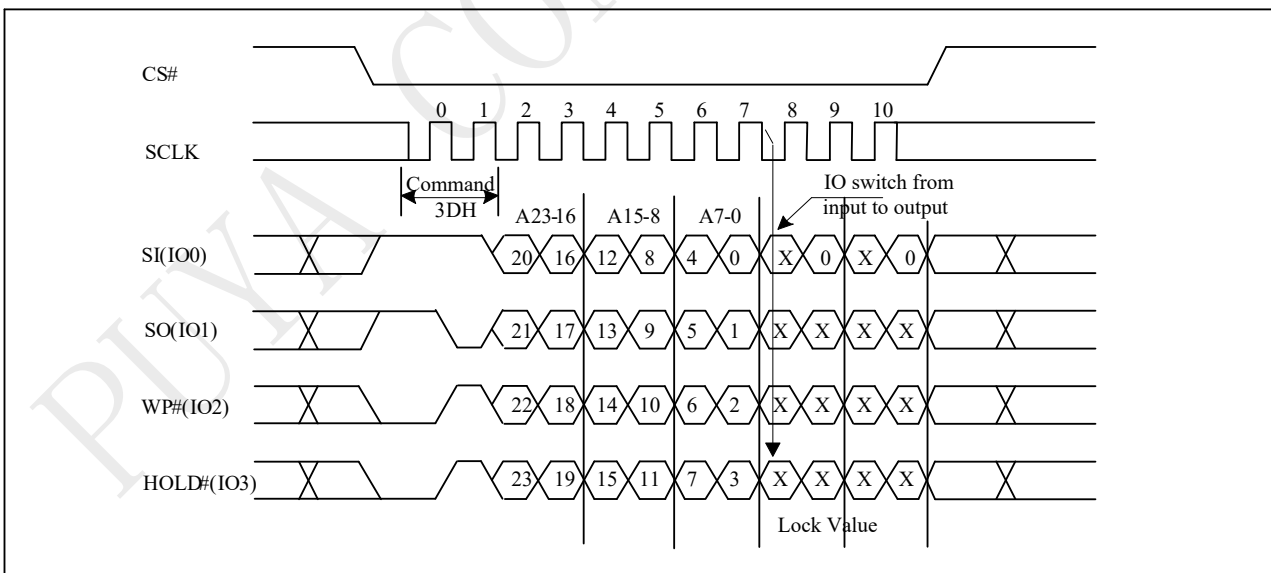 PUYA CON
CS#
0 1 2 3 4 5 6 7 8 9 10
SCLK
Command
3DH
IO switch from
input to output
A23-16 A15-8 A7-0
SI(IO0) 20 16 12 8 4 0 X 0 X 0
SO(IO1) 21 17 13 9 5 1 X X X X
WP#(IO2) 22 18 14 10 6 2 X X X X
HOLD#(IO3) 23 19 15 11 7 3 X X X X
Lock Value